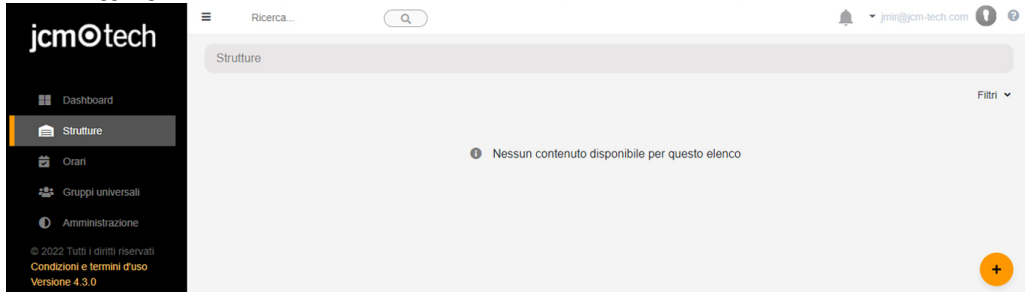 jcm tech
Ricerca...
jmir@jcm-tech.com
Strutture
Filtri
Dashboard
Strutture
Orari
Gruppi universali
Amministrazione
Nessun contenuto disponibile per questo elenco
© 2022 Tutti i diritti riservati
Condizioni e termini d'uso
Versione 4.3.0